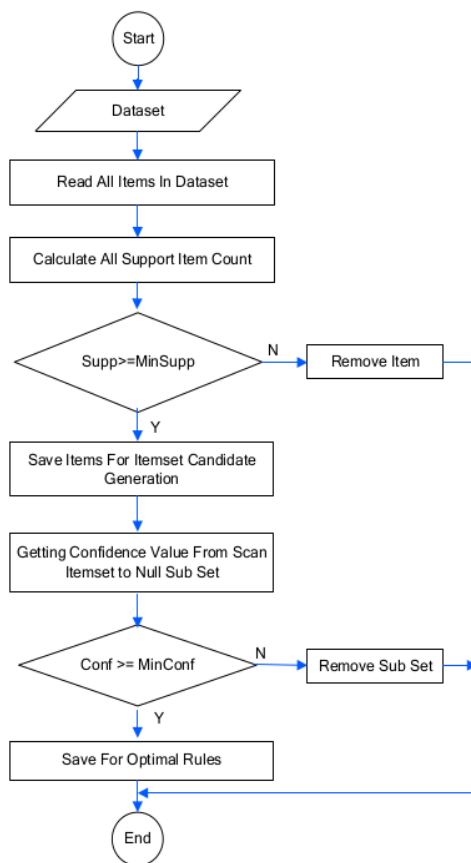 Start
Dataset
Read All Items In Dataset
Calculate All Support Item Count
Supp>=MinSupp
N
Remove Item
Y
Save Items For Itemset Candidate
Generation
Getting Confidence Value From Scan
Itemset to Null Sub Set
Conf >= MinConf
N
Remove Sub Set
Y
Save For Optimal Rules
End